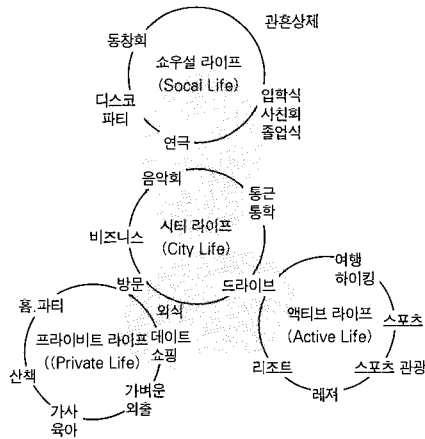 관혼상제
동창회
쇼우설 라이프
(Socal Life)
디스코
파티
입학식
사친회
졸업식
연극
음악회
통근
통학
시티 라이프
(City Life)
비즈니스
방문
드라이브
외식
여행
하이킹
홈.파티
프라이비트 라이프
((Private Life)
데이트
쇼핑
액티브 라이프
(Active Life)
스포츠
산책
가벼운
외출
리조트
스포츠 관광
레져
가사
육아